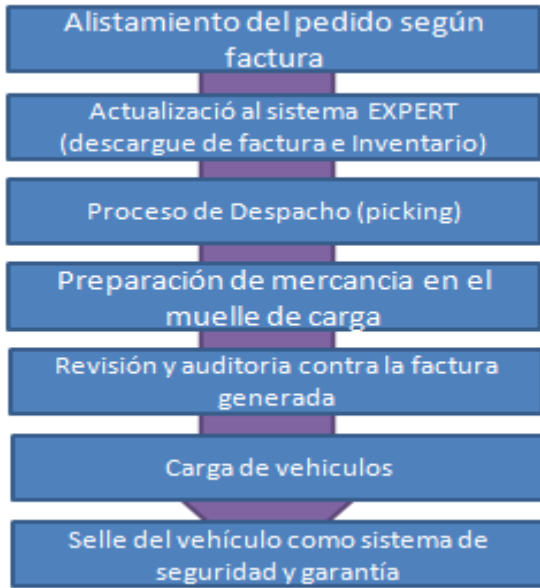 Alistamiento del pedido según
factura
Actualizació al sistema EXPERT
(descargue de factura e Inventario)
Proceso de Despacho (picking)
Preparación de mercancia en el
muelle de carga
Revisión y auditoria contra la factura
generada
Carga de vehiculos
Selle del vehículo como sistema de
seguridad y garantía